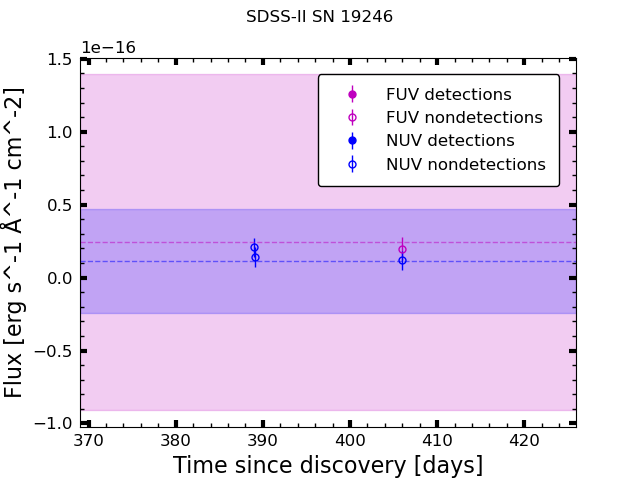 SDSS-II SN 19246
1e−16
1.5
1.0
0.5
0.0
−0.5
−1.0
Flux [erg s^-1 Å^-1 cm^-2]
FUV detections
FUV nondetections
NUV detections
NUV nondetections
370 380 390 400 410 420
Time since discovery [days]